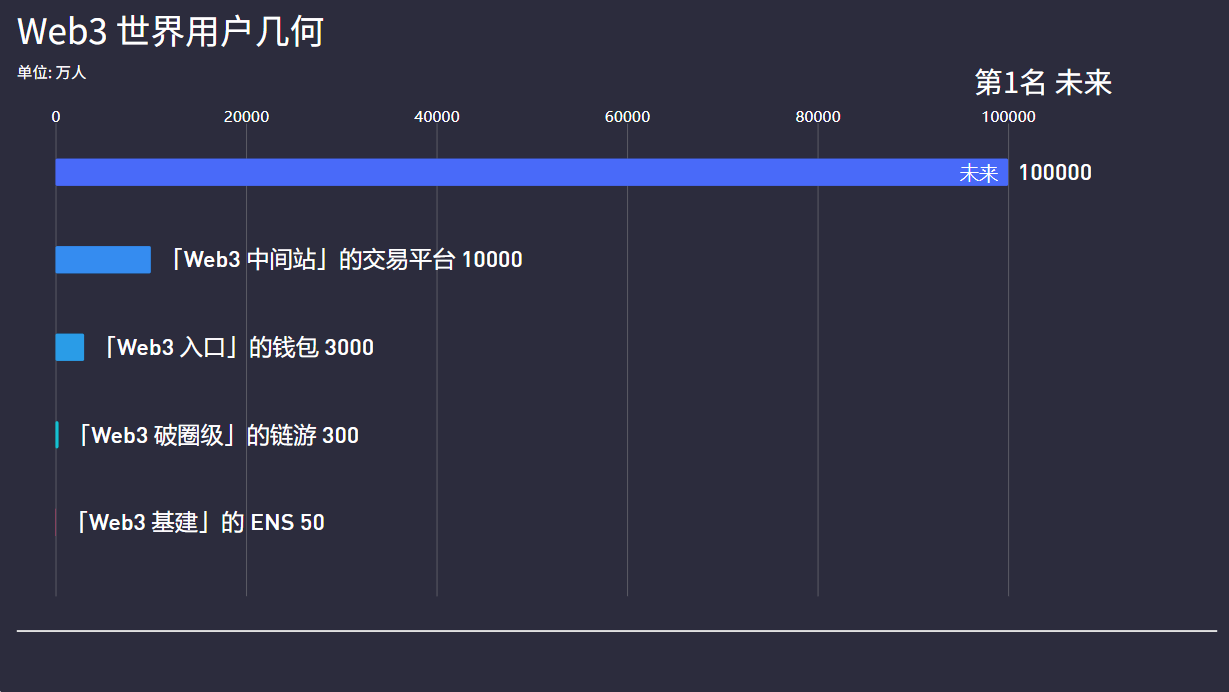 Web3 世界用户几何
单位: 万人
第1名 未来
0 20000 40000 60000 80000 100000
未来 100000
「Web3 中间站」的交易平台 10000
「Web3 入口」的钱包 3000
「Web3 破圈级」的链游 300
「Web3 基建」的 ENS 50